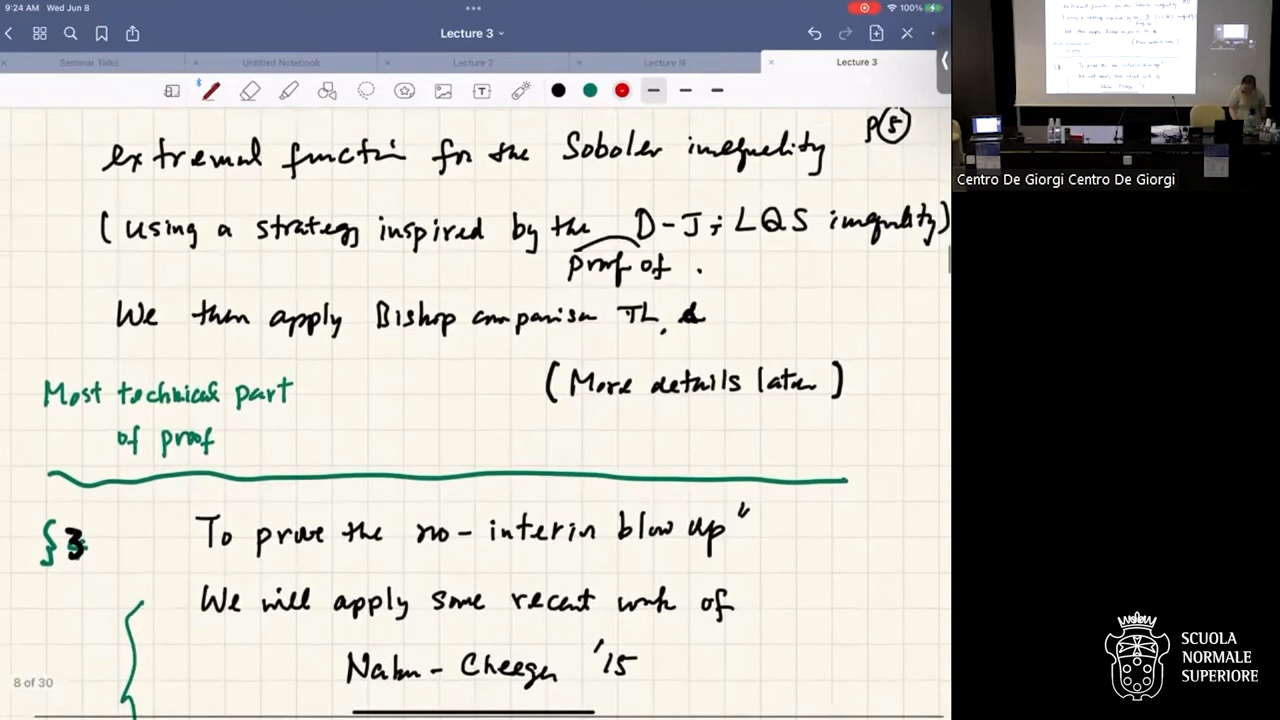 9:24 AM Wed Jun 8
100%
Lecture 3
Seminar Talks
Untitled Notebook
Lecture 2
Lecture III
Lecture 3
p(5)
extremal functin for the Sobolev inequality
(Using a strategy inspired by the D-J; LQS inequality)
proof of .
We then apply Bishop comparison Th. &
(More details later)
Most technical part
of proof
§ 3
To prove the no-interin blow up"
We will apply some recent work of
Nabn - Cheeger '15
8 of 30
Centro De Giorgi Centro De Giorgi
SCUOLA
NORMALE
SUPERIORE